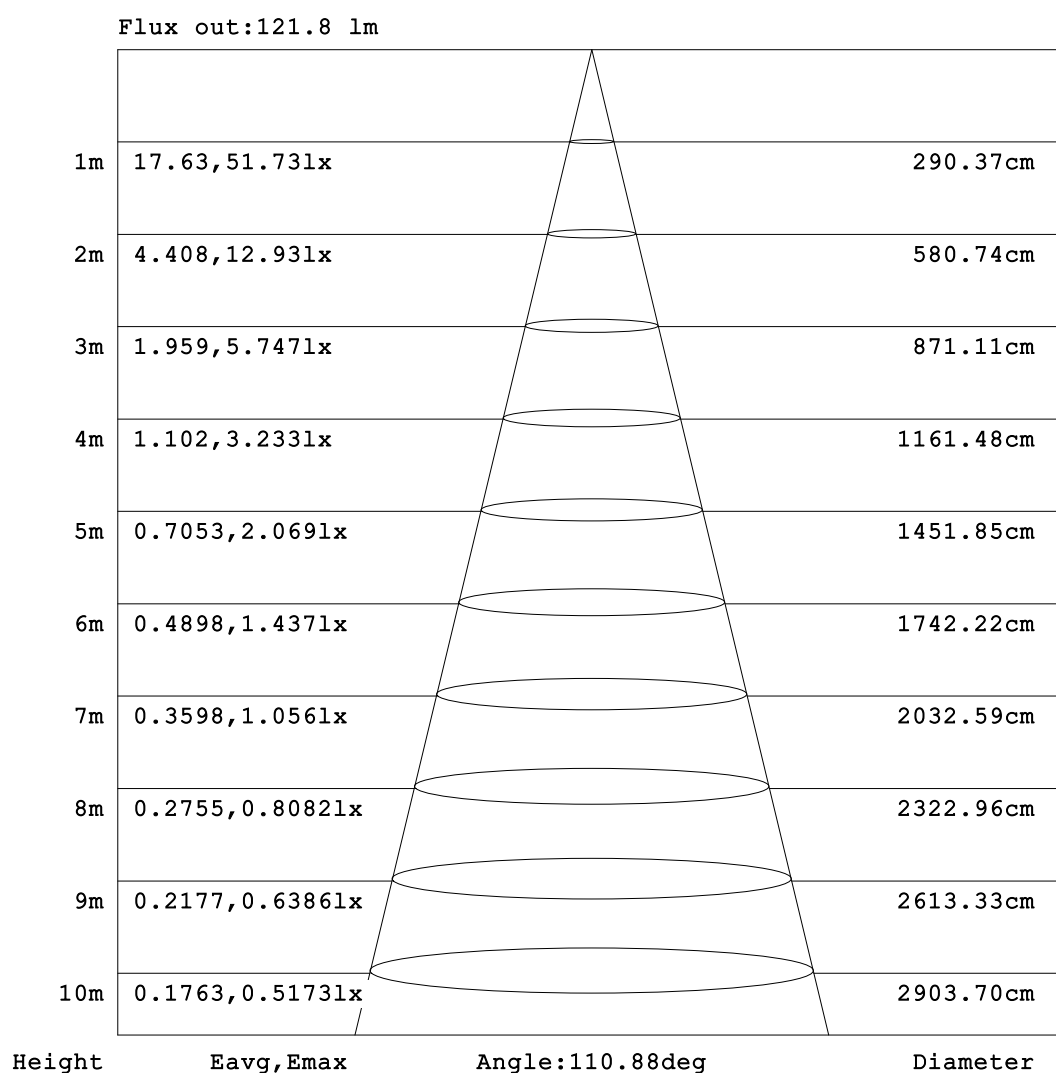 Flux out:121.8 lm
1m 17.63,51.73lx 290.37cm
2m 4.408,12.93lx 580.74cm
3m 1.959,5.747lx 871.11cm
4m 1.102,3.233lx 1161.48cm
5m 0.7053,2.069lx 1451.85cm
6m 0.4898,1.437lx 1742.22cm
7m 0.3598,1.056lx 2032.59cm
8m 0.2755,0.8082lx 2322.96cm
9m 0.2177,0.6386lx 2613.33cm
10m 0.1763,0.5173lx 2903.70cm
Height Eavg,Emax Angle:110.88deg Diameter